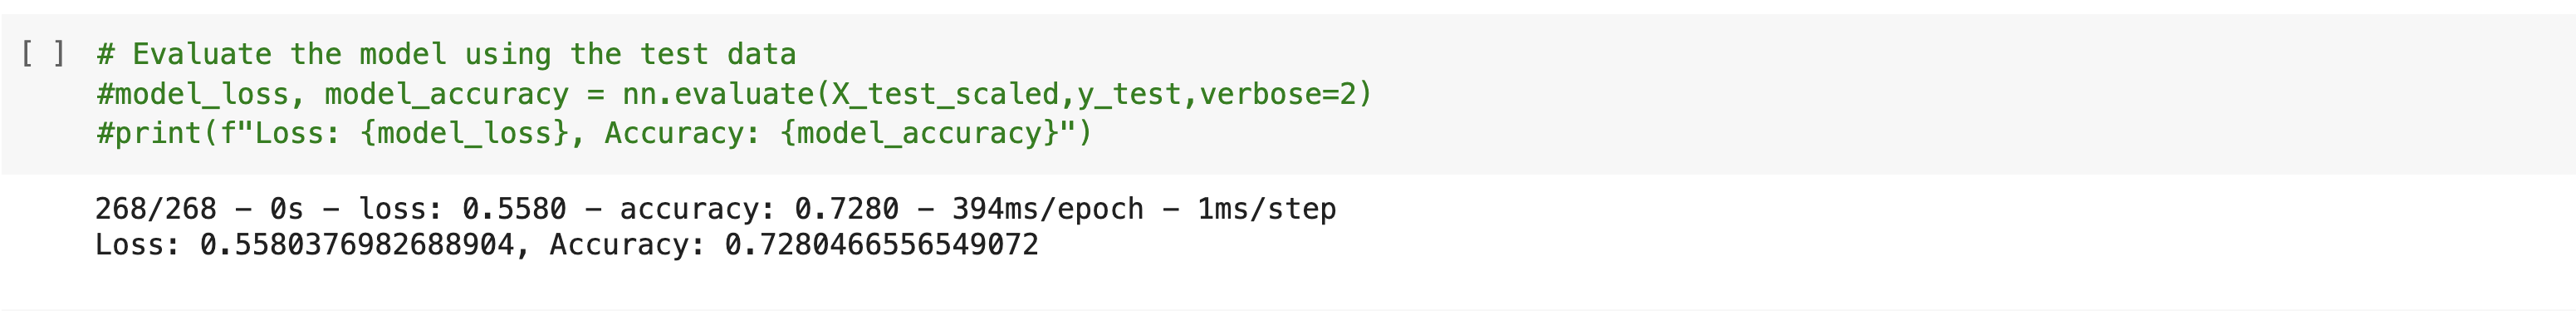 [ ] # Evaluate the model using the test data
#model_loss, model_accuracy = nn.evaluate(X_test_scaled,y_test,verbose=2)
#print(f"Loss: {model_loss}, Accuracy: {model_accuracy}")
268/268 - 0s - loss: 0.5580 - accuracy: 0.7280 - 394ms/epoch - 1ms/step
Loss: 0.5580376982688904, Accuracy: 0.7280466556549072